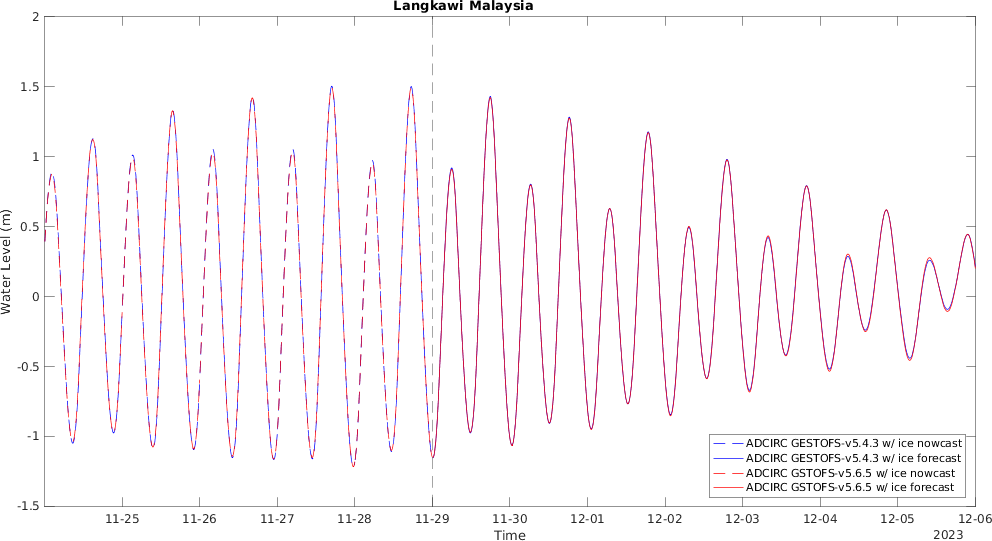 Langkawi Malaysia
2
1.5
1
0.5
0
-0.5
-1
-1.5
Water Level (m)
11-25 11-26 11-27 11-28 11-29 11-30 12-01 12-02 12-03 12-04 12-05 12-06
Time
2023
ADCIRC GESTOFS-v5.4.3 w/ ice nowcast
ADCIRC GESTOFS-v5.4.3 w/ ice forecast
ADCIRC GSTOFS-v5.6.5 w/ ice nowcast
ADCIRC GSTOFS-v5.6.5 w/ ice forecast